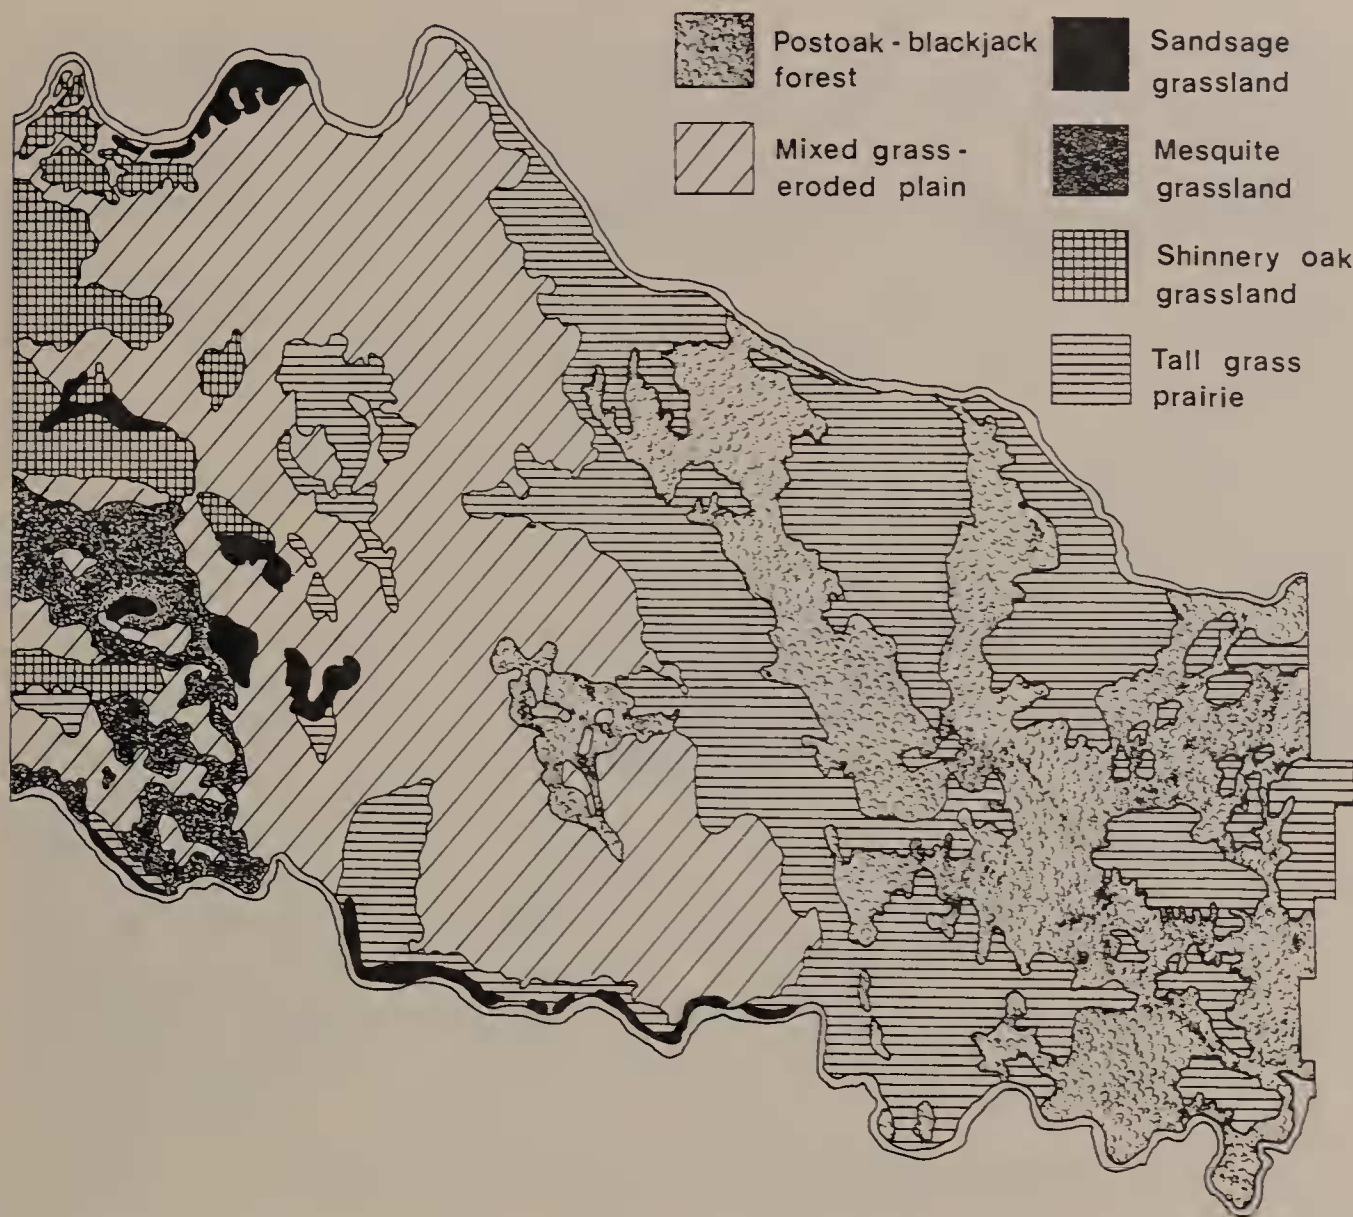 Postoak - blackjack
forest
Mixed grass -
eroded plain
Sandsage
grassland
Mesquite
grassland
Shinnery oak
grassland
Tall grass
prairie